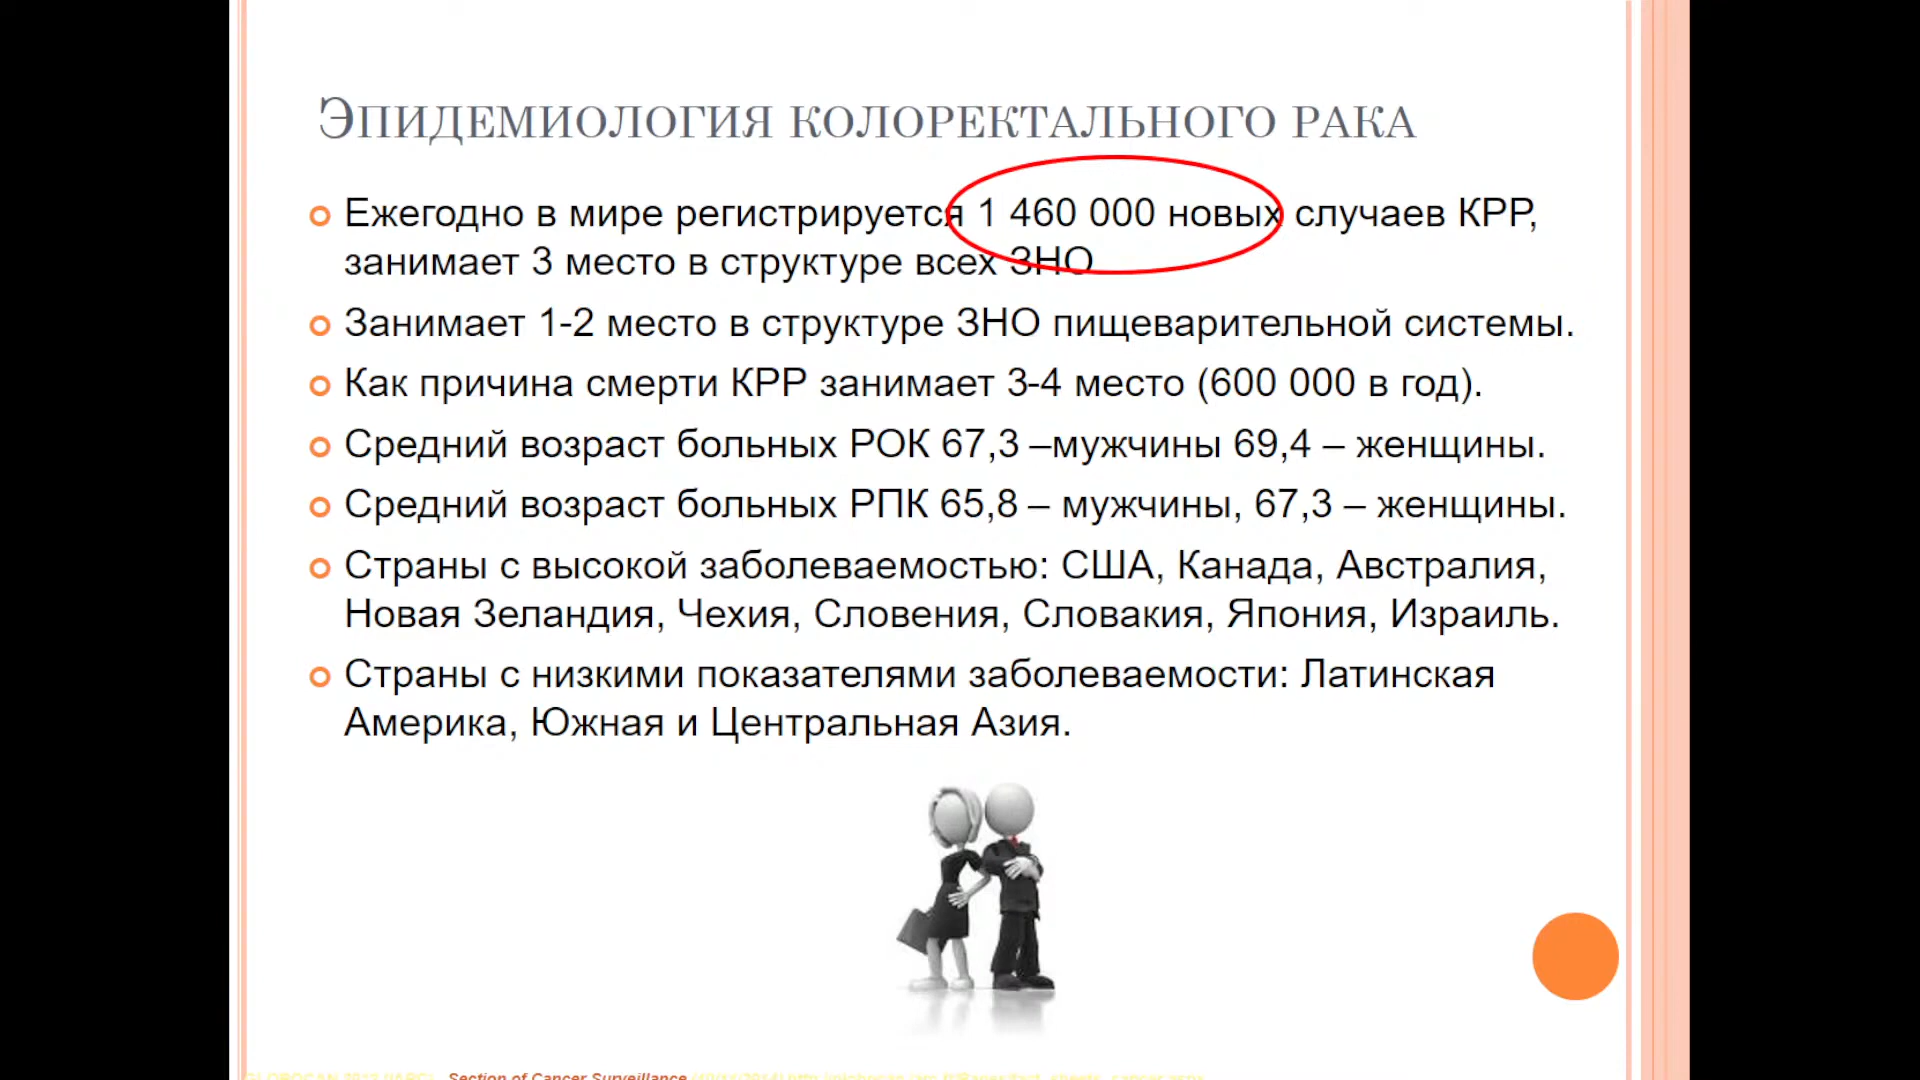 Эпидемиология колоректального рака
Ежегодно в мире регистрируется 1 460 000 новых случаев КРР,
занимает 3 место в структуре всех ЗНО
Занимает 1-2 место в структуре ЗНО пищеварительной системы.
Как причина смерти КРР занимает 3-4 место (600 000 в год).
Средний возраст больных РОК 67,3 –мужчины 69,4 – женщины.
Средний возраст больных РПК 65,8 – мужчины, 67,3 – женщины.
Страны с высокой заболеваемостью: США, Канада, Австралия,
Новая Зеландия, Чехия, Словения, Словакия, Япония, Израиль.
Страны с низкими показателями заболеваемости: Латинская
Америка, Южная и Центральная Азия.
Section of Cancer Surveillance